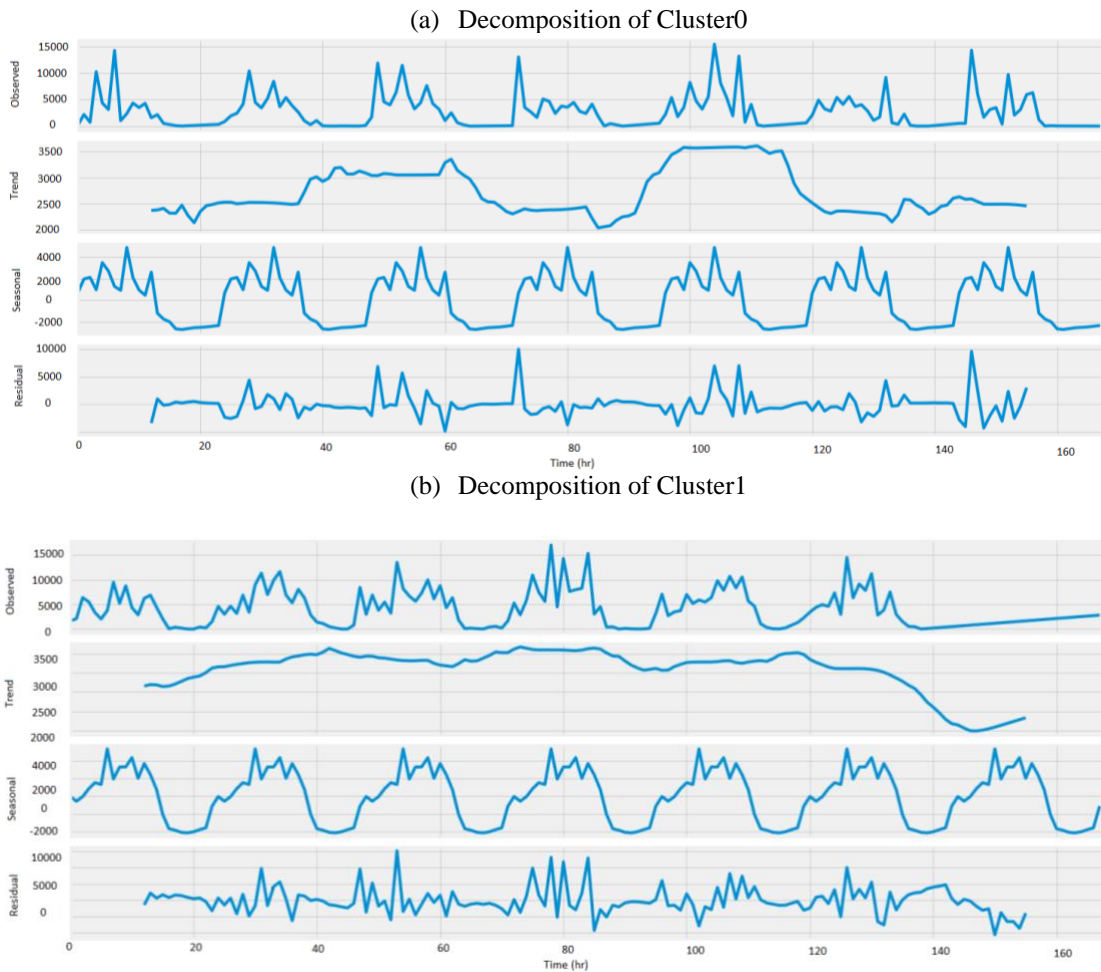 (a) Decomposition of Cluster0
Observed
15000
10000
5000
0
Trend
3500
3000
2500
2000
Seasonal
4000
2000
0
-2000
Residual
10000
5000
0
0 20 40 60 80 100 120 140 160
Time (hr)
(b) Decomposition of Cluster1
Observed
15000
10000
5000
0
Trend
3500
3000
2500
2000
Seasonal
4000
2000
0
-2000
Residual
10000
5000
0
0 20 40 60 80 100 120 140 160
Time (hr)